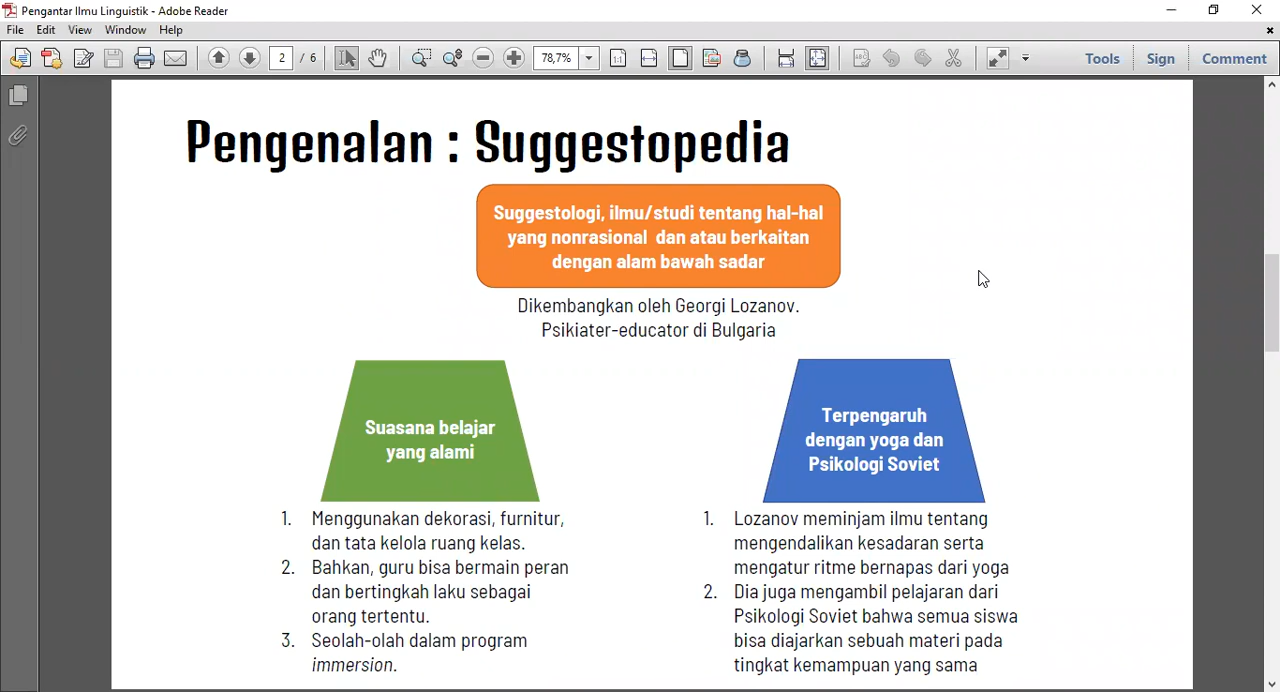 Pengantar Ilmu Linguistik - Adobe Reader
File Edit View Window Help
2 / 6 78,7% Tools Sign Comment
Pengenalan : Suggestopedia
Suggestologi, ilmu/studi tentang hal-hal
yang nonrasional dan atau berkaitan
dengan alam bawah sadar
Dikembangkan oleh Georgi Lozanov.
Psikiater-educator di Bulgaria
Suasana belajar
yang alami
1. Menggunakan dekorasi, furnitur,
dan tata kelola ruang kelas.
2. Bahkan, guru bisa bermain peran
dan bertingkah laku sebagai
orang tertentu.
3. Seolah-olah dalam program
immersion.
Terpengaruh
dengan yoga dan
Psikologi Soviet
1. Lozanov meminjam ilmu tentang
mengendalikan kesadaran serta
mengatur ritme bernapas dari yoga
2. Dia juga mengambil pelajaran dari
Psikologi Soviet bahwa semua siswa
bisa diajarkan sebuah materi pada
tingkat kemampuan yang sama